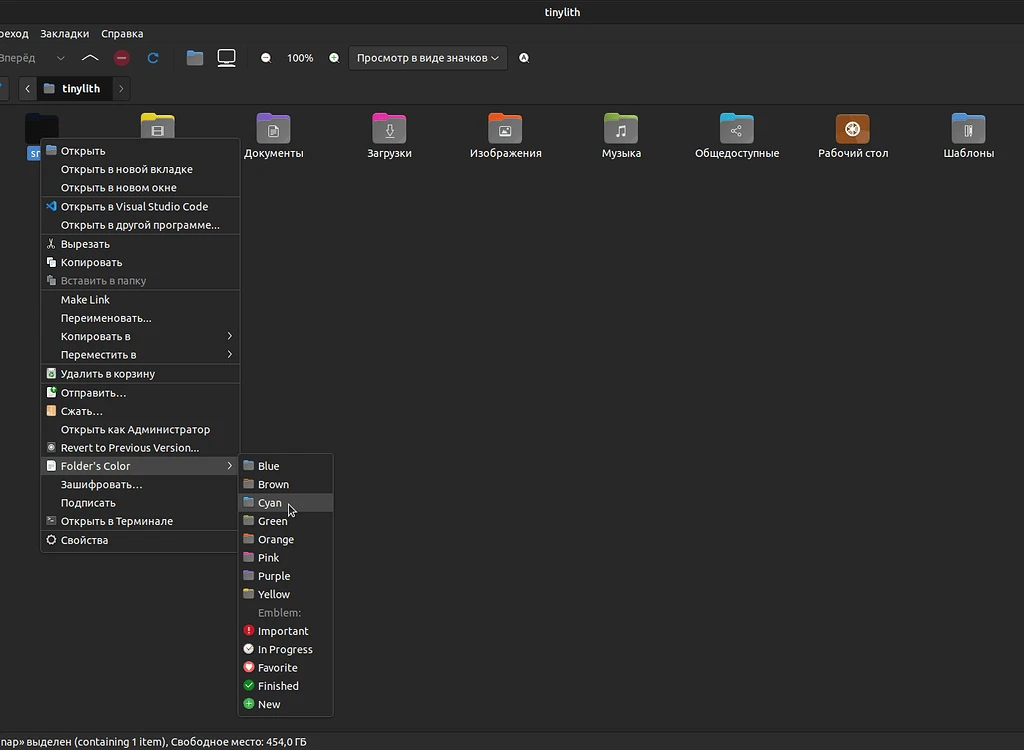 tinylith
реход Закладки Справка
Вперёд 100% Просмотр в виде значков
tinylith
Документы Загрузки Изображения Музыка Общедоступные Рабочий стол Шаблоны
Открыть
Открыть в новой вкладке
Открыть в новом окне
Открыть в Visual Studio Code
Открыть в другой программе...
Вырезать
Копировать
Вставить в папку
Make Link
Переименовать...
Копировать в
Переместить в
Удалить в корзину
Отправить…
Сжать…
Открыть как Администратор
Revert to Previous Version...
Folder's Color
Зашифровать…
Подписать
Открыть в Терминале
Свойства
Blue
Brown
Cyan
Green
Orange
Pink
Purple
Yellow
Emblem:
Important
In Progress
Favorite
Finished
New
nap» выделен (containing 1 item), Свободное место: 454,0 ГБ